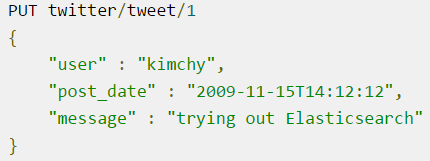 PUT twitter/tweet/1
{
    "user" : "kimchy",
    "post_date" : "2009-11-15T14:12:12",
    "message" : "trying out Elasticsearch"
}